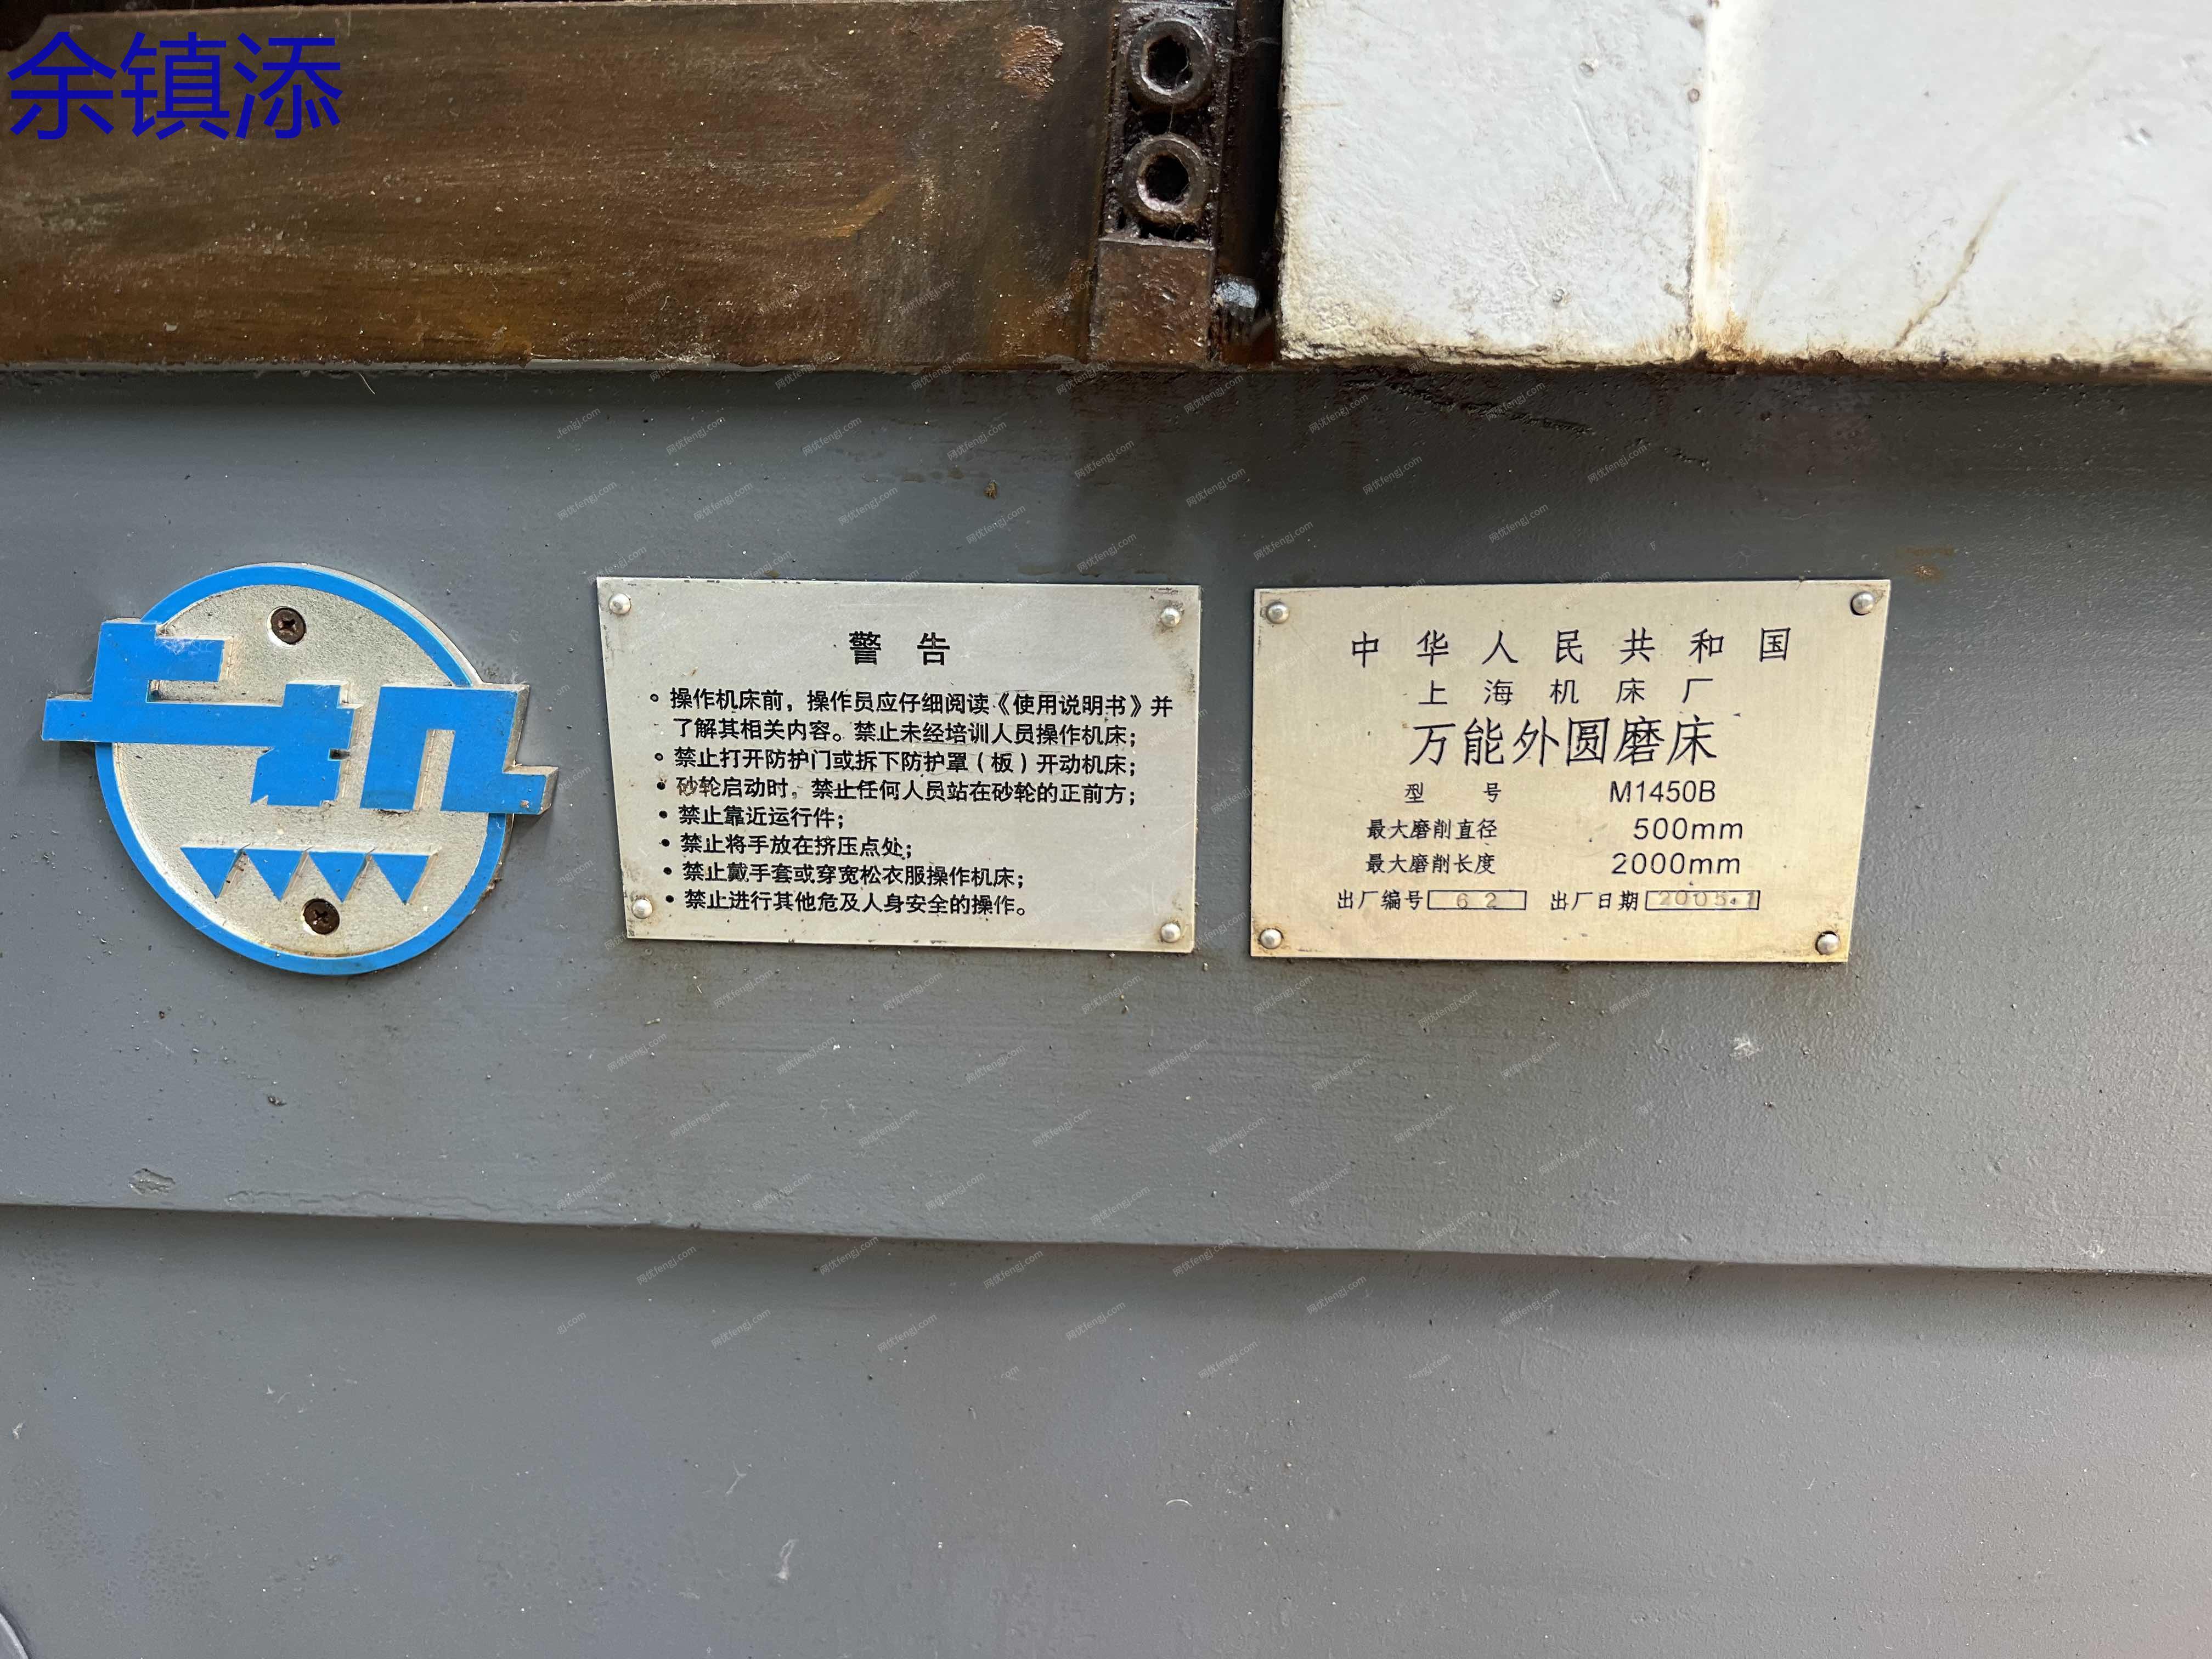 余镇添
上机
警告
操作机床前，操作员应仔细阅读《使用说明书》并
了解其相关内容。禁止未经培训人员操作机床；
禁止打开防护门或拆下防护罩（板）开动机床；
砂轮启动时，禁止任何人员站在砂轮的正前方；
禁止靠近运行件；
禁止将手放在挤压点处；
禁止戴手套或穿宽松衣服操作机床；
禁止进行其他危及人身安全的操作。
中华人民共和国
上海机床厂
万能外圆磨床
型号 M1450B
最大磨削直径 500mm
最大磨削长度 2000mm
出厂编号 62 出厂日期 2005.1
网优fengj.com